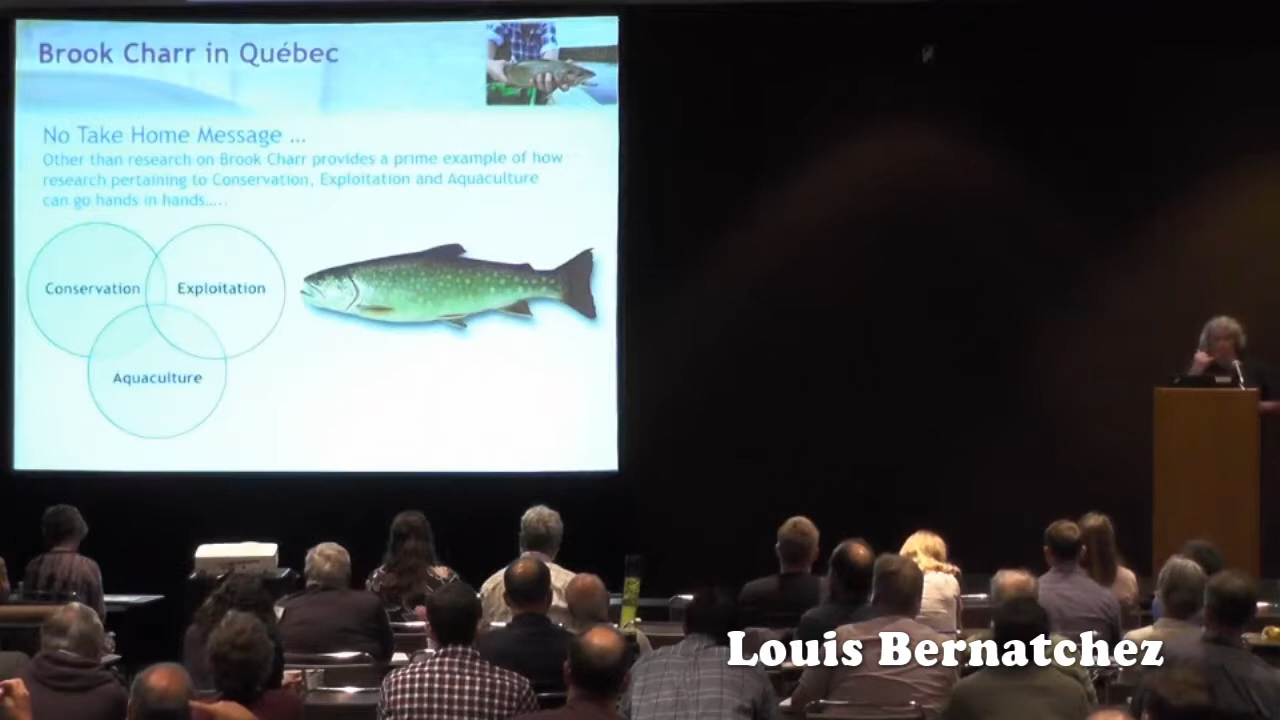 Brook Charr in Québec
No Take Home Message ...
Other than research on Brook Charr provides a prime example of how
research pertaining to Conservation, Exploitation and Aquaculture
can go hands in hands.....
Conservation
Exploitation
Aquaculture
Louis Bernatchez